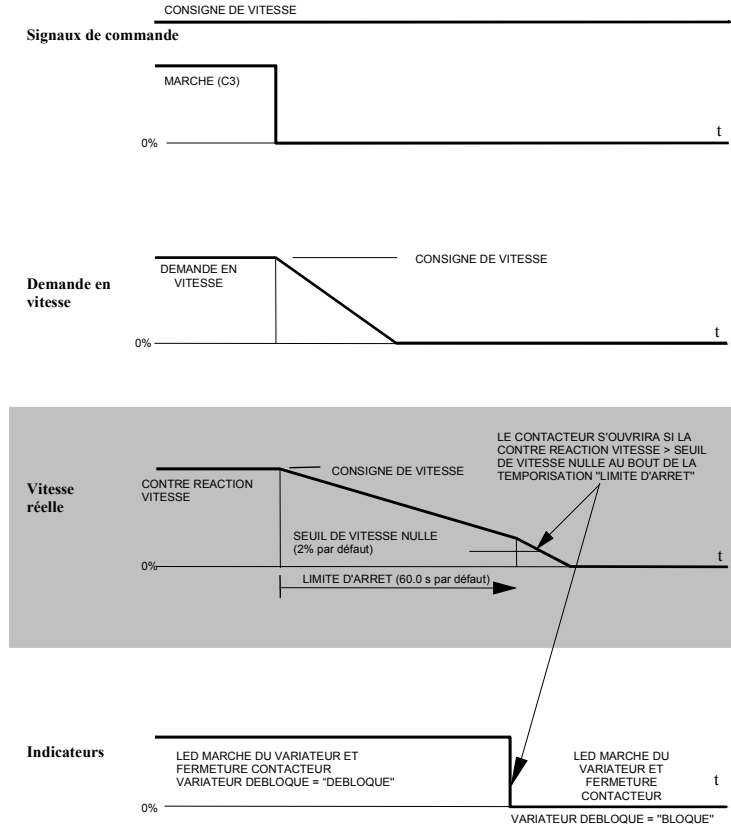 CONSIGNE DE VITESSE
Signaux de commande
MARCHE (C3)
t
0%
CONSIGNE DE VITESSE
DEMANDE EN
VITESSE
Demande en
vitesse
t
0%
LE CONTACTEUR S'OUVRIRA SI LA
CONTRE REACTION VITESSE > SEUIL
DE VITESSE NULLE AU BOUT DE LA
TEMPORISATION "LIMITE D'ARRET"
CONSIGNE DE VITESSE
CONTRE REACTION
VITESSE
Vitesse
réelle
SEUIL DE VITESSE NULLE
(2% par défaut)
t
0%
LIMITE D'ARRET (60.0 s par défaut)
Indicateurs
LED MARCHE DU VARIATEUR ET
FERMETURE CONTACTEUR
VARIATEUR DEBLOQUE = "DEBLOQUE"
LED MARCHE DU
VARIATEUR ET
FERMETURE
CONTACTEUR
t
0%
VARIATEUR DEBLOQUE = "BLOQUE"